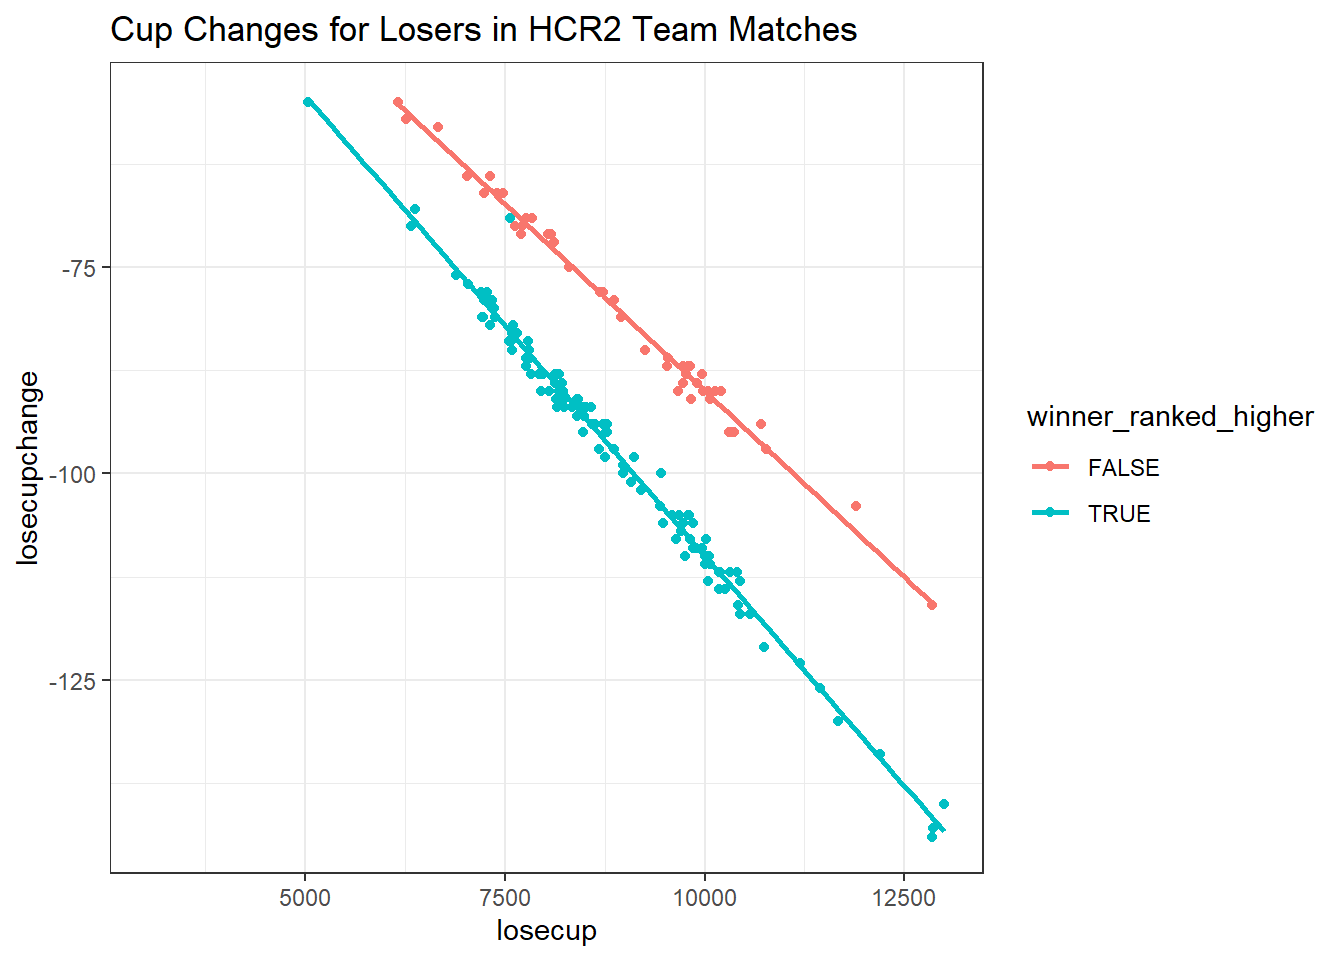 Cup Changes for Losers in HCR2 Team Matches
losecupchange
-75
-100
-125
5000
7500
10000
12500
losecup
winner_ranked_higher
FALSE
TRUE